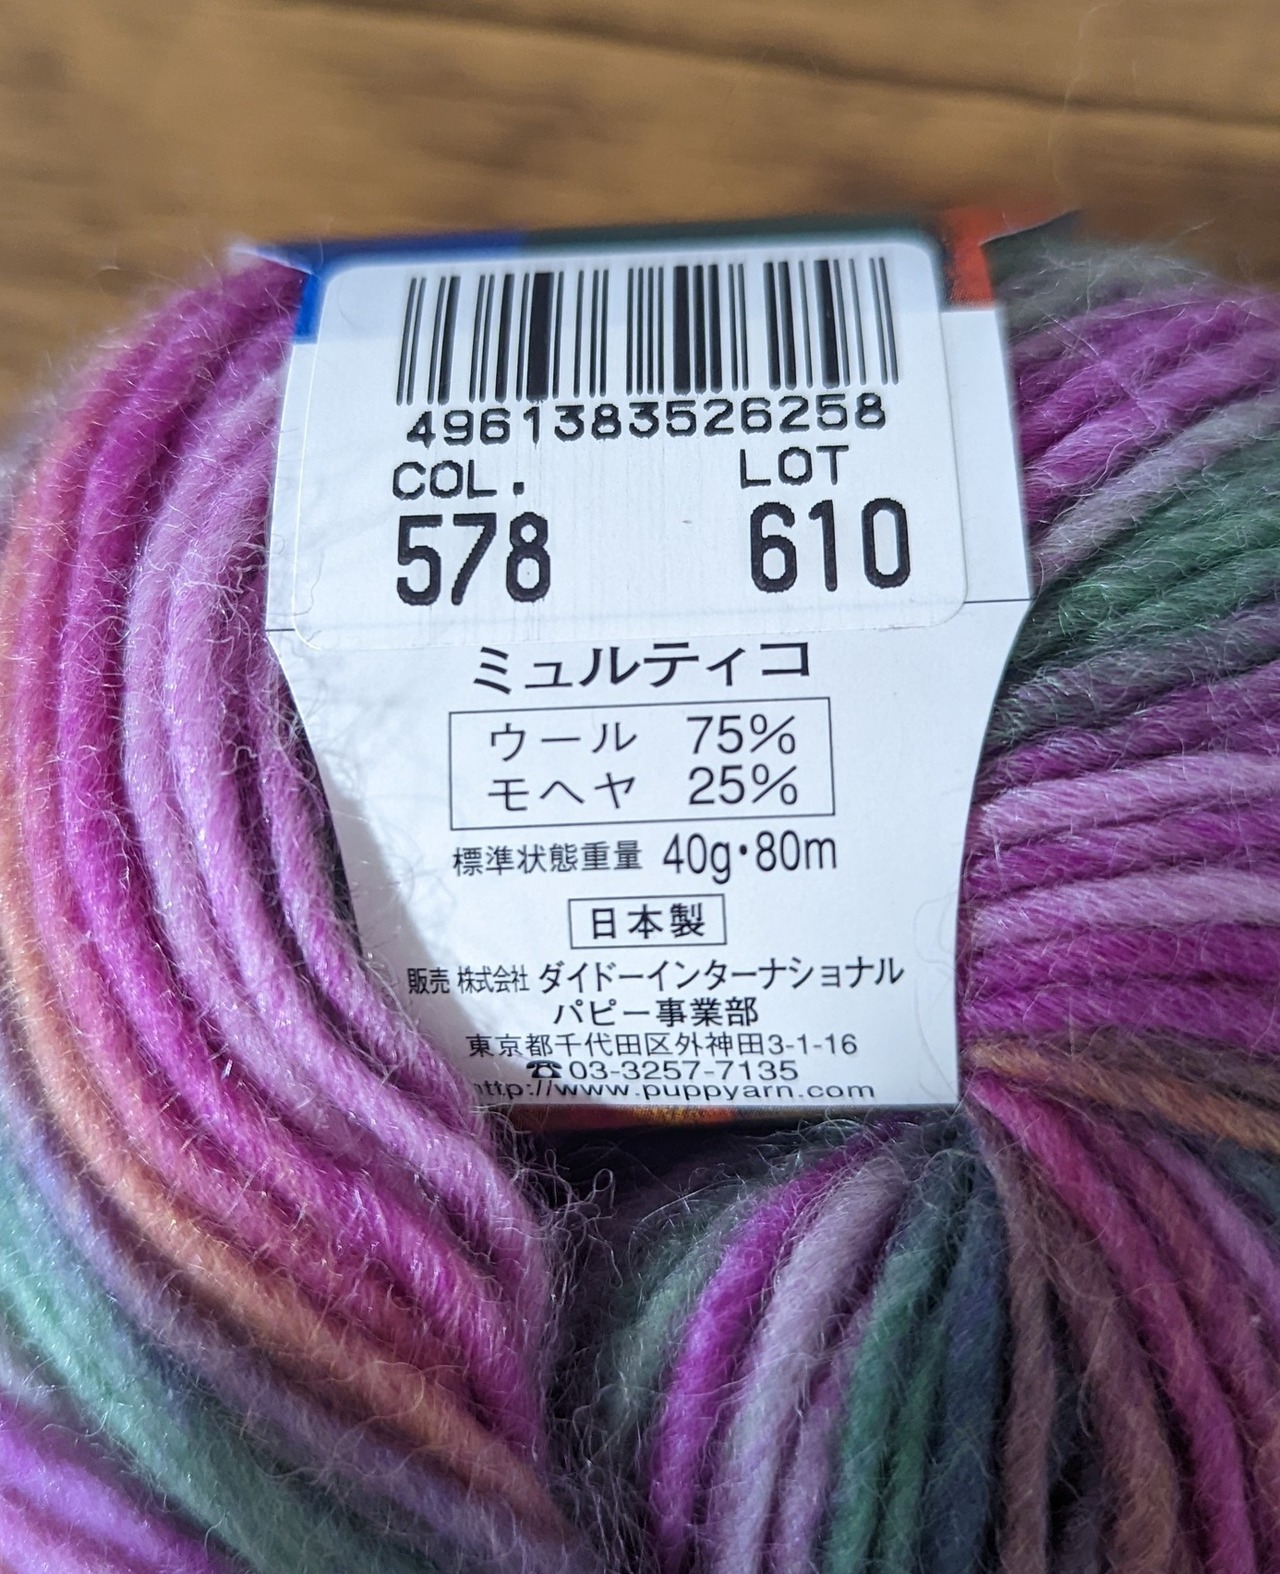 4961383526258
COL. LOT
578 610
ミュルティコ
ウール 75%
モヘヤ 25%
標準状態重量 40g・80m
日本製
販売 株式会社 ダイドーインターナショナル
パピー事業部
東京都千代田区外神田3-1-16
☎03-3257-7135
http://www.puppyarn.com